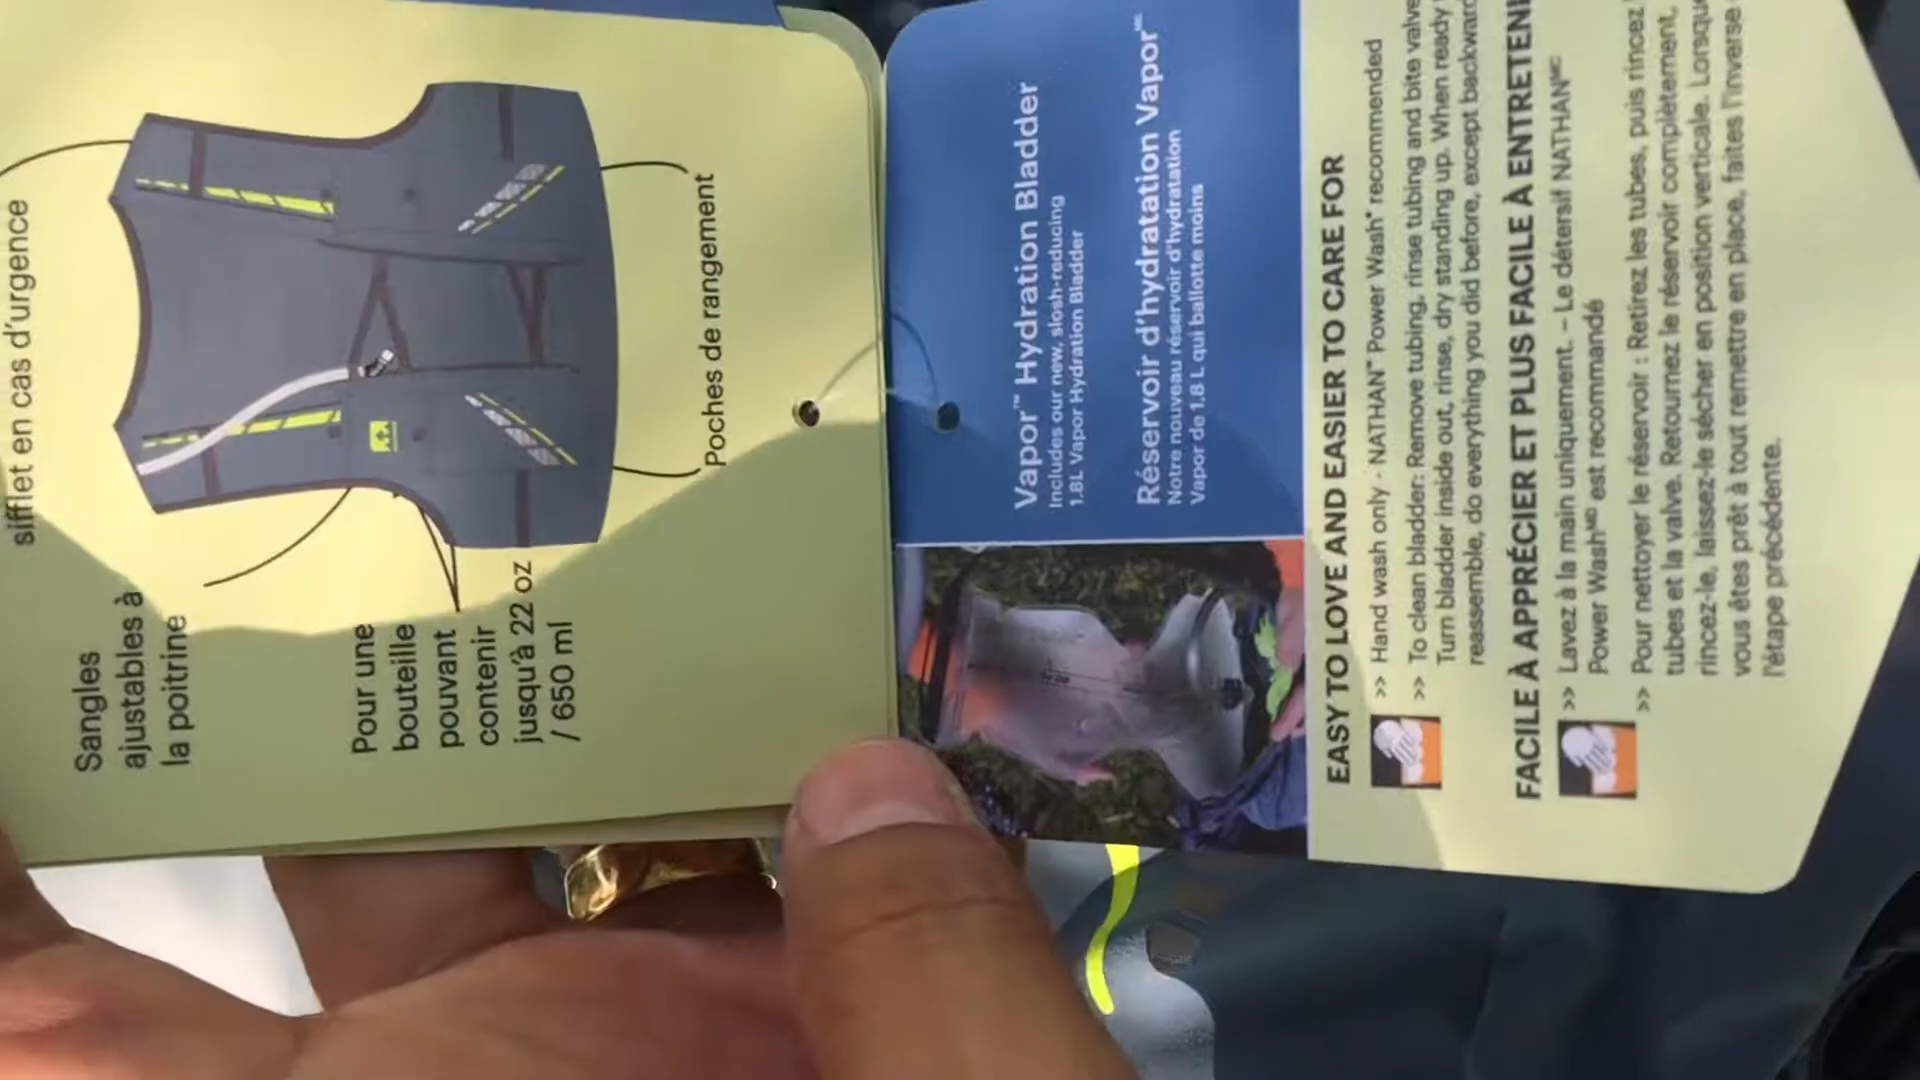 sifflet en cas d'urgence
Sangles
ajustables à
la poitrine
Pour une
bouteille
pouvant
contenir
jusqu'à 22 oz
/ 650 ml
Poches de rangement
Vapor™ Hydration Bladder
Includes our new, slosh-reducing
1.8L Vapor Hydration Bladder
Réservoir d'hydratation Vapor MC
Notre nouveau réservoir d'hydratation
Vapor de 1.8 L qui ballotte moins
EASY TO LOVE AND EASIER TO CARE FOR
>> Hand wash only - NATHAN™ Power Wash* recommended
>> To clean bladder: Remove tubing, rinse tubing and bite valve
Turn bladder inside out, rinse, dry standing up. When ready
reassemble, do everything you did before, except backward
FACILE À APPRÉCIER ET PLUS FACILE À ENTRETENI
>> Lavez à la main uniquement. – Le détersif NATHAN MC
Power Wash MD est recommandé
>> Pour nettoyer le réservoir : Retirez les tubes, puis rincez
tubes et la valve. Retournez le réservoir complètement,
rincez-le, laissez-le sécher en position verticale. Lorsqu
vous êtes prêt à tout remettre en place, faites l'inverse
l'étape précédente.